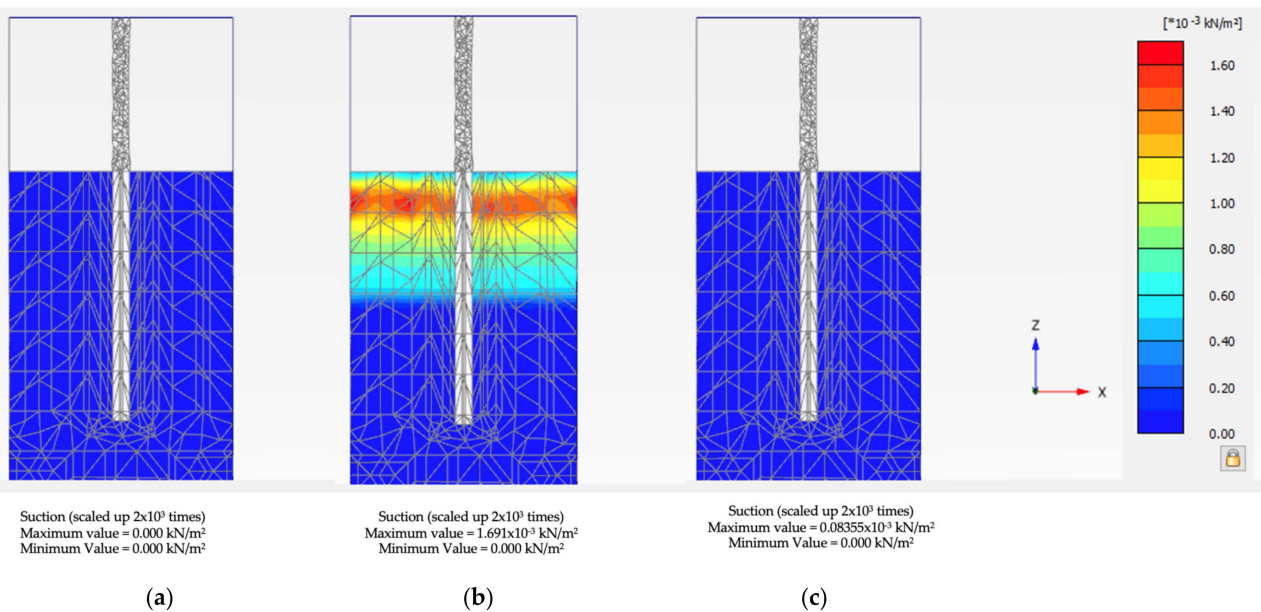 [*10 -3 kN/m²]
1.60
1.40
1.20
1.00
0.80
0.60
0.40
0.20
0.00
Z
X
Suction (scaled up 2x10³ times)
Maximum value = 0.000 kN/m²
Minimum Value = 0.000 kN/m²
(a)
Suction (scaled up 2x10³ times)
Maximum value = 1.691x10⁻³ kN/m²
Minimum Value = 0.000 kN/m²
(b)
Suction (scaled up 2x10³ times)
Maximum value = 0.08355x10⁻³ kN/m²
Minimum Value = 0.000 kN/m²
(c)